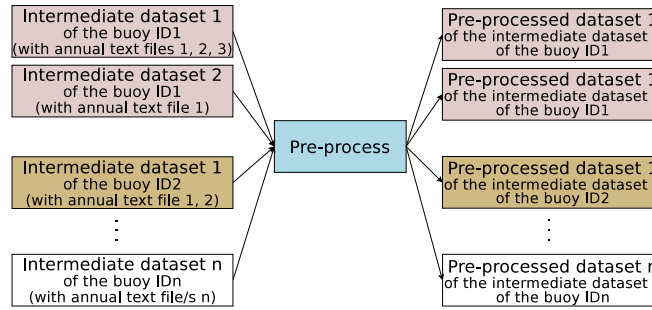 Intermediate dataset 1
of the buoy ID1
(with annual text files 1, 2, 3)
Intermediate dataset 2
of the buoy ID1
(with annual text file 1)
Intermediate dataset 1
of the buoy ID2
(with annual text file 1, 2)
Intermediate dataset n
of the buoy IDn
(with annual text file/s n)
Pre-process
Pre-processed dataset 1
of the intermediate dataset
of the buoy ID1
Pre-processed dataset 1
of the intermediate dataset
of the buoy ID1
Pre-processed dataset 1
of the intermediate dataset
of the buoy ID2
Pre-processed dataset n
of the intermediate dataset
of the buoy IDn